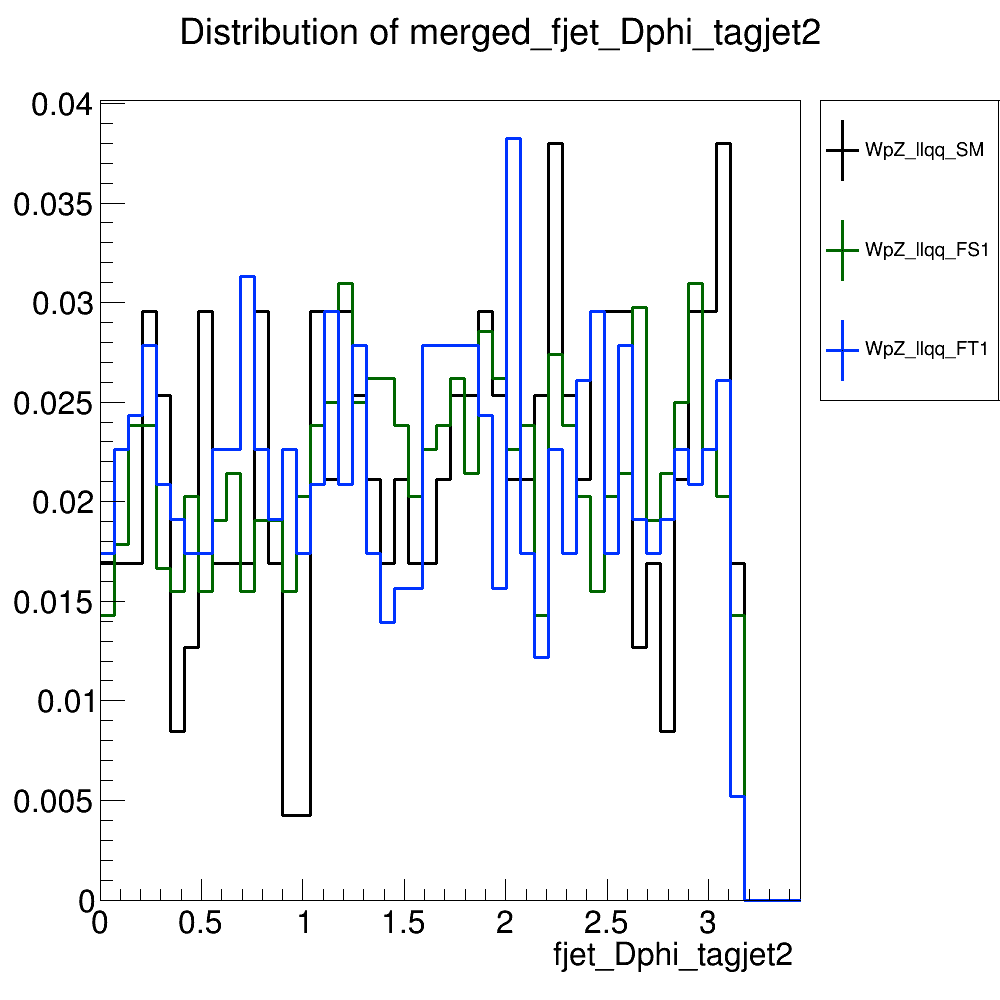 Distribution of merged_fjet_Dphi_tagjet2
0.04
0.035
0.03
0.025
0.02
0.015
0.01
0.005
0
0 0.5 1 1.5 2 2.5 3
fjet_Dphi_tagjet2
WpZ_llqq_SM
WpZ_llqq_FS1
WpZ_llqq_FT1